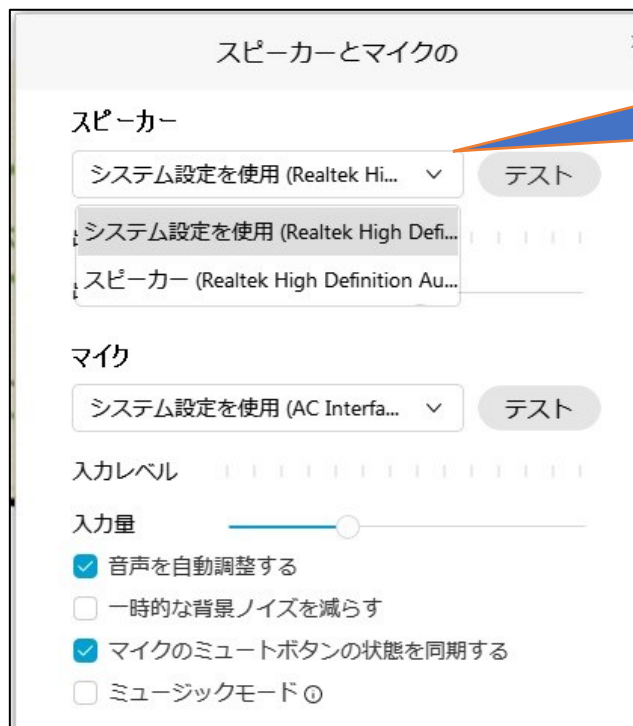 スピーカーとマイクの
スピーカー
システム設定を使用 (Realtek Hi...
テスト
システム設定を使用 (Realtek High Defi...
スピーカー (Realtek High Definition Au...
マイク
システム設定を使用 (AC Interfa...
テスト
入力レベル
入力量
音声を自動調整する
一時的な背景ノイズを減らす
マイクのミュートボタンの状態を同期する
ミュージックモード